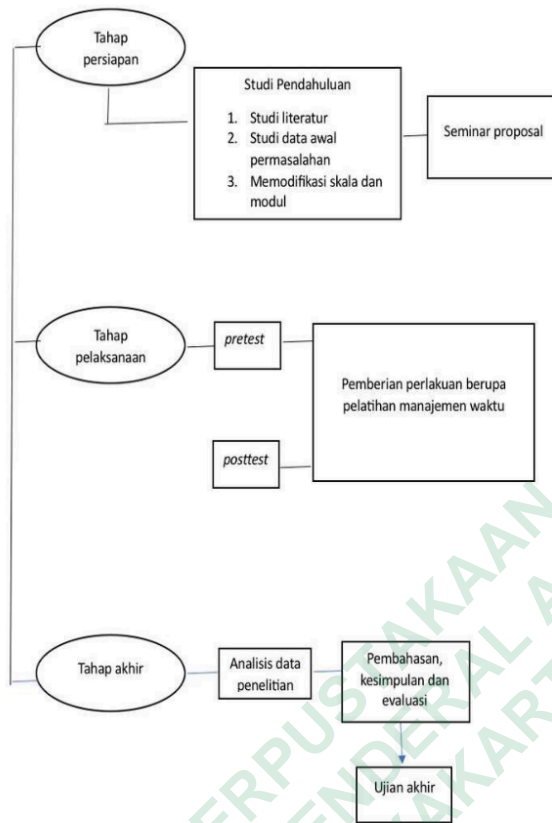 Tahap
persiapan
Studi Pendahuluan
1. Studi literatur
2. Studi data awal
permasalahan
3. Memodifikasi skala dan
modul
Seminar proposal
Tahap
pelaksanaan
pretest
Pemberian perlakuan berupa
pelatihan manajemen waktu
posttest
Tahap akhir
Analisis data
penelitian
Pembahasan,
kesimpulan dan
evaluasi
Ujian akhir